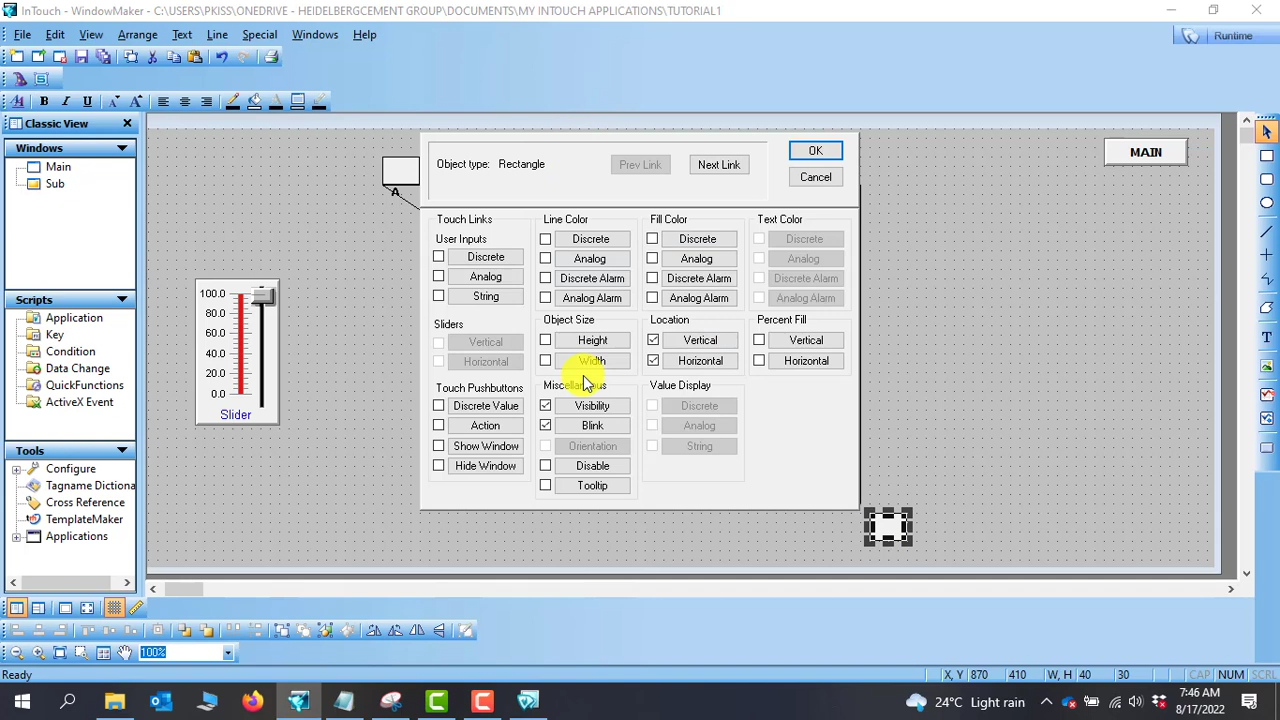 InTouch - WindowMaker - C:\USERS\PKISS\ONEDRIVE - HEIDELBERGCEMENT GROUP\DOCUMENTS\MY INTOUCH APPLICATIONS\TUTORIAL1
File Edit View Arrange Text Line Special Windows Help
Runtime
Classic View
Windows
Main
Sub
Scripts
Application
Key
Condition
Data Change
QuickFunctions
ActiveX Event
Tools
Configure
Tagname Dictiona
Cross Reference
TemplateMaker
Applications
100.0
80.0
60.0
40.0
20.0
0.0
Slider
A
MAIN
Object type: Rectangle
Prev Link Next Link
OK
Cancel
Touch Links
User Inputs
Discrete
Analog
String
Sliders
Vertical
Horizontal
Touch Pushbuttons
Discrete Value
Action
Show Window
Hide Window
Line Color
Discrete
Analog
Discrete Alarm
Analog Alarm
Object Size
Height
Width
Miscellaneous
Visibility
Blink
Orientation
Disable
Tooltip
Fill Color
Discrete
Analog
Discrete Alarm
Analog Alarm
Location
Vertical
Horizontal
Value Display
Discrete
Analog
String
Text Color
Discrete
Analog
Discrete Alarm
Analog Alarm
Percent Fill
Vertical
Horizontal
100%
Ready
X, Y 870 410 W, H 40 30 CAP NUM SCRL
24°C Light rain
7:46 AM
8/17/2022